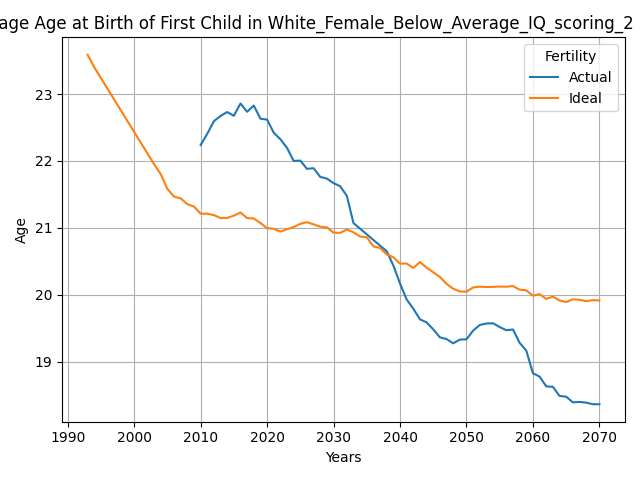 age Age at Birth of First Child in White_Female_Below_Average_IQ_scoring_2
Fertility
Actual
Ideal
Age
23
22
21
20
19
1990 2000 2010 2020 2030 2040 2050 2060 2070
Years